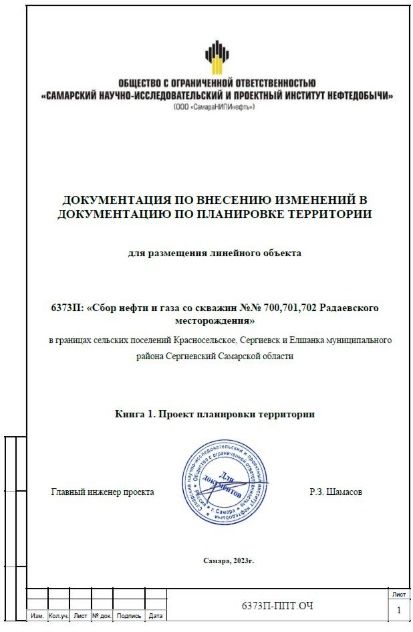 ОБЩЕСТВО С ОГРАНИЧЕННОЙ ОТВЕТСТВЕННОСТЬЮ
«САМАРСКИЙ НАУЧНО-ИССЛЕДОВАТЕЛЬСКИЙ И ПРОЕКТНЫЙ ИНСТИТУТ НЕФТЕДОБЫЧИ»
(ООО «СамараНИПИнефть»)
ДОКУМЕНТАЦИЯ ПО ВНЕСЕНИЮ ИЗМЕНЕНИЙ В
ДОКУМЕНТАЦИЮ ПО ПЛАНИРОВКЕ ТЕРРИТОРИИ
для размещения линейного объекта
6373П: «Сбор нефти и газа со скважин №№ 700,701,702 Радаевского
месторождения»
в границах сельских поселений Красносельское, Сергиевск и Елшанка муниципального
района Сергиевский Самарской области
Книга 1. Проект планировки территории
Для
документов
Главный инженер проекта
Р.З. Шамасов
Самара, 2023г.
6373П-ППТ.ОЧ
Лист
1
Изм. Кол.уч. Лист № док. Подпись Дата